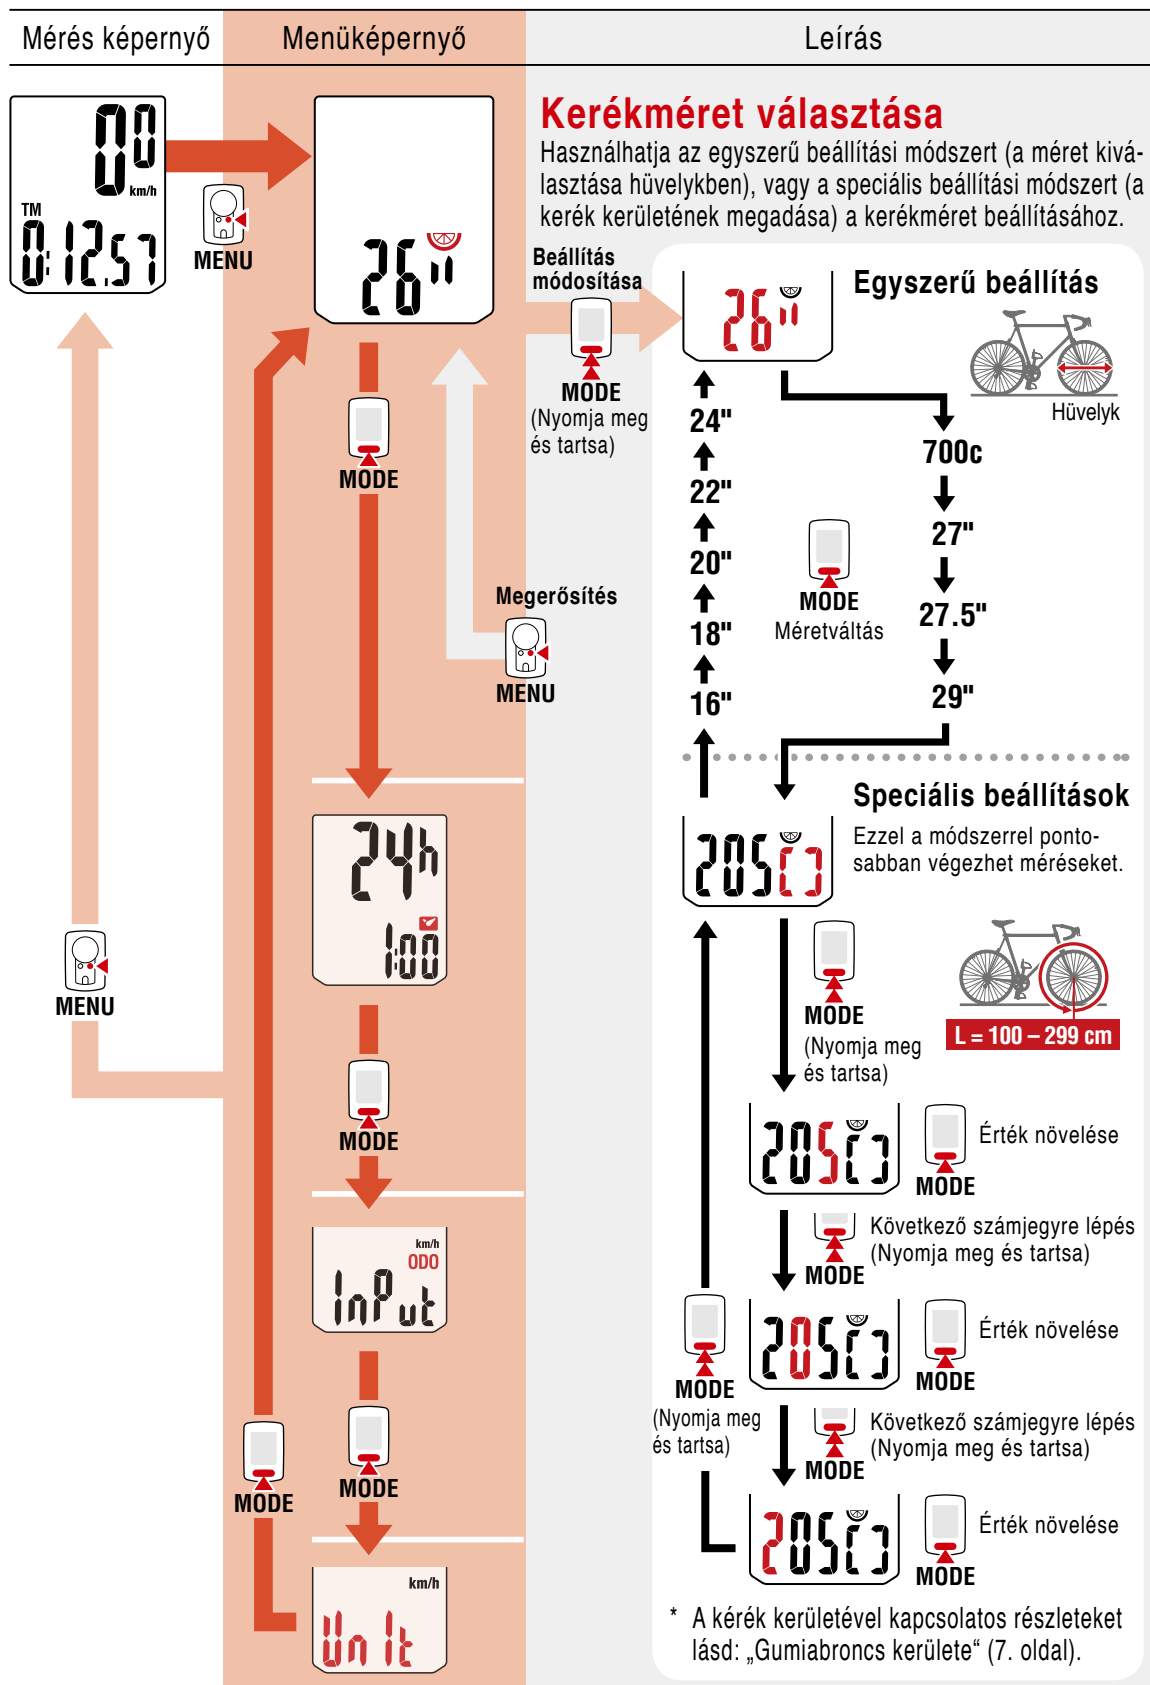 Mérés képernyő
Menüképernyő
Leírás
00
km/h
TM
0:12.57
MENU
26"
Kerékméret választása
Használhatja az egyszerű beállítási módszert (a méret kivá-
lasztása hüvelykben), vagy a speciális beállítási módszert (a
kerék kerületének megadása) a kerékméret beállításához.
Beállítás
módosítása
MODE
(Nyomja meg
és tartsa)
26"
Egyszerű beállítás
Hüvelyk
24"
22"
20"
18"
16"
700c
27"
27.5"
29"
MODE
Méretváltás
MODE
Megerősítés
MENU
Speciális beállítások
Ezzel a módszerrel ponto-
sabban végezhet méréseket.
205
L = 100 – 299 cm
MODE
(Nyomja meg
és tartsa)
24h
1:00
MENU
MODE
205
MODE
Érték növelése
Következő számjegyre lépés
(Nyomja meg és tartsa)
MODE
km/h
ODO
InPut
205
MODE
Érték növelése
MODE
(Nyomja meg
és tartsa)
Következő számjegyre lépés
(Nyomja meg és tartsa)
MODE
MODE
MODE
205
MODE
Érték növelése
km/h
UnIt
* A kérék kerületével kapcsolatos részleteket
lásd: „Gumiabroncs kerülete“ (7. oldal).